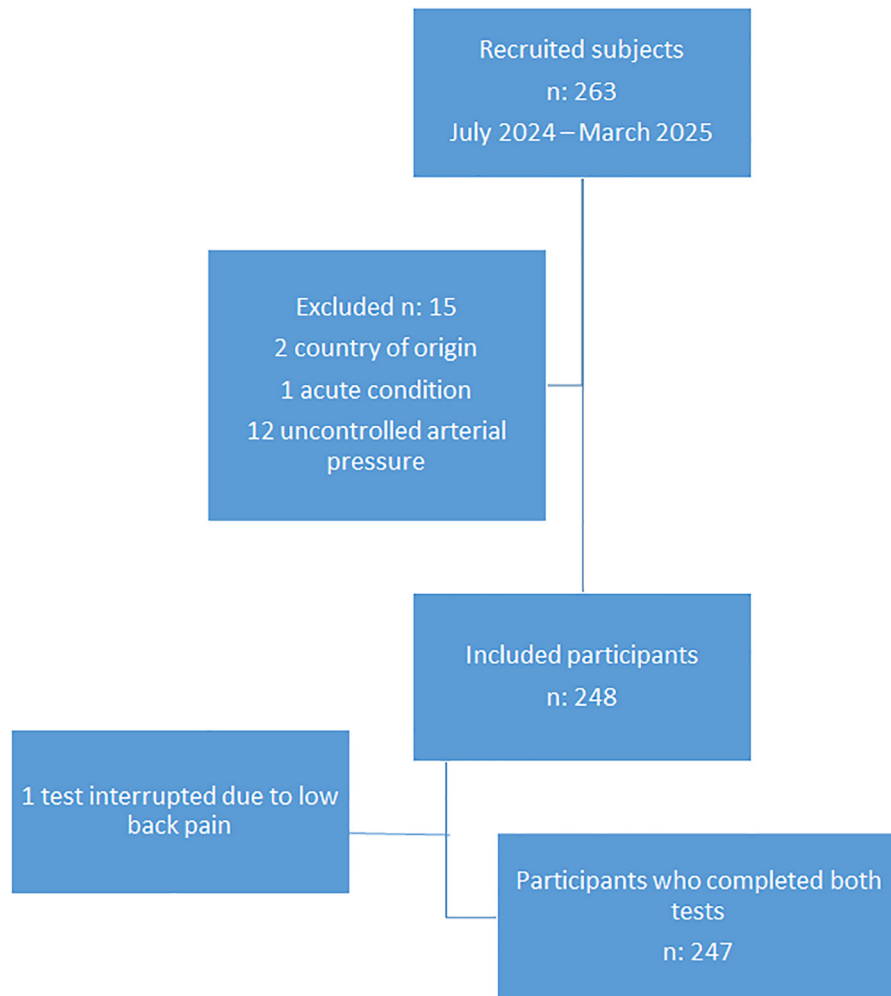 Recruited subjects
n: 263
July 2024 – March 2025
Excluded n: 15
2 country of origin
1 acute condition
12 uncontrolled arterial
pressure
Included participants
n: 248
1 test interrupted due to low
back pain
Participants who completed both
tests
n: 247